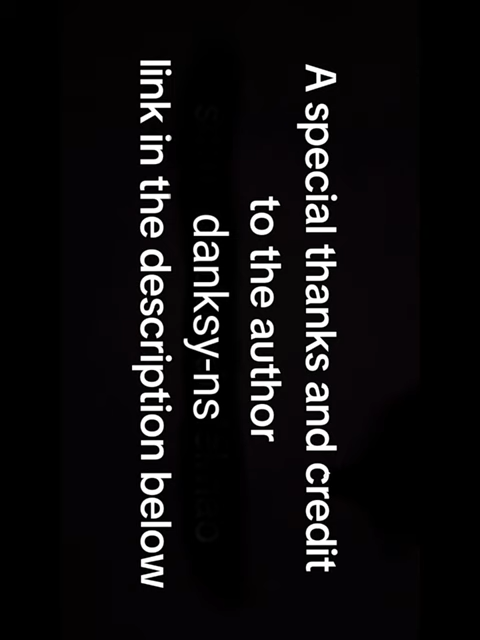 A special thanks and credit
to the author
danksy-ns
link in the description below